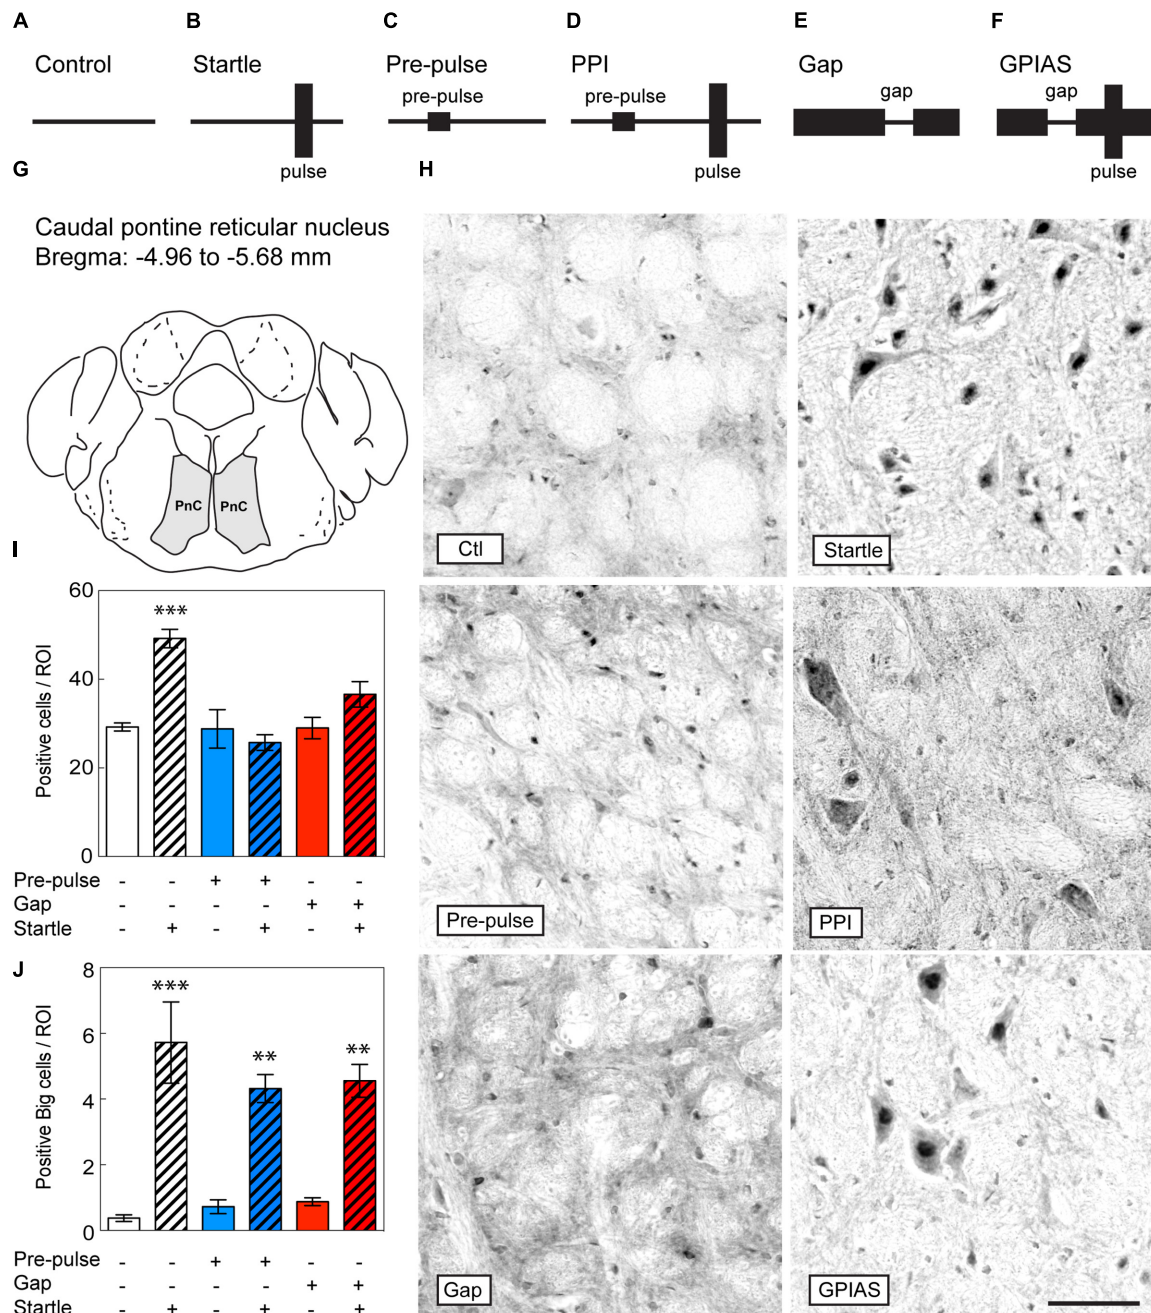 A B C D E F
Control Startle Pre-pulse PPI Gap GPIAS
pre-pulse pre-pulse gap gap
pulse pulse pulse
G H
Caudal pontine reticular nucleus
Bregma: -4.96 to -5.68 mm
PnC PnC
Ctl Startle
I
60
40
20
0
Positive cells / ROI
***
Pre-pulse - - + + - -
Gap - - - - + +
Startle - + - + - +
Pre-pulse PPI
J
8
6
4
2
0
Positive Big cells / ROI
*** ** **
Pre-pulse - - + + - -
Gap - - - - + +
Startle - + - + - +
Gap GPIAS